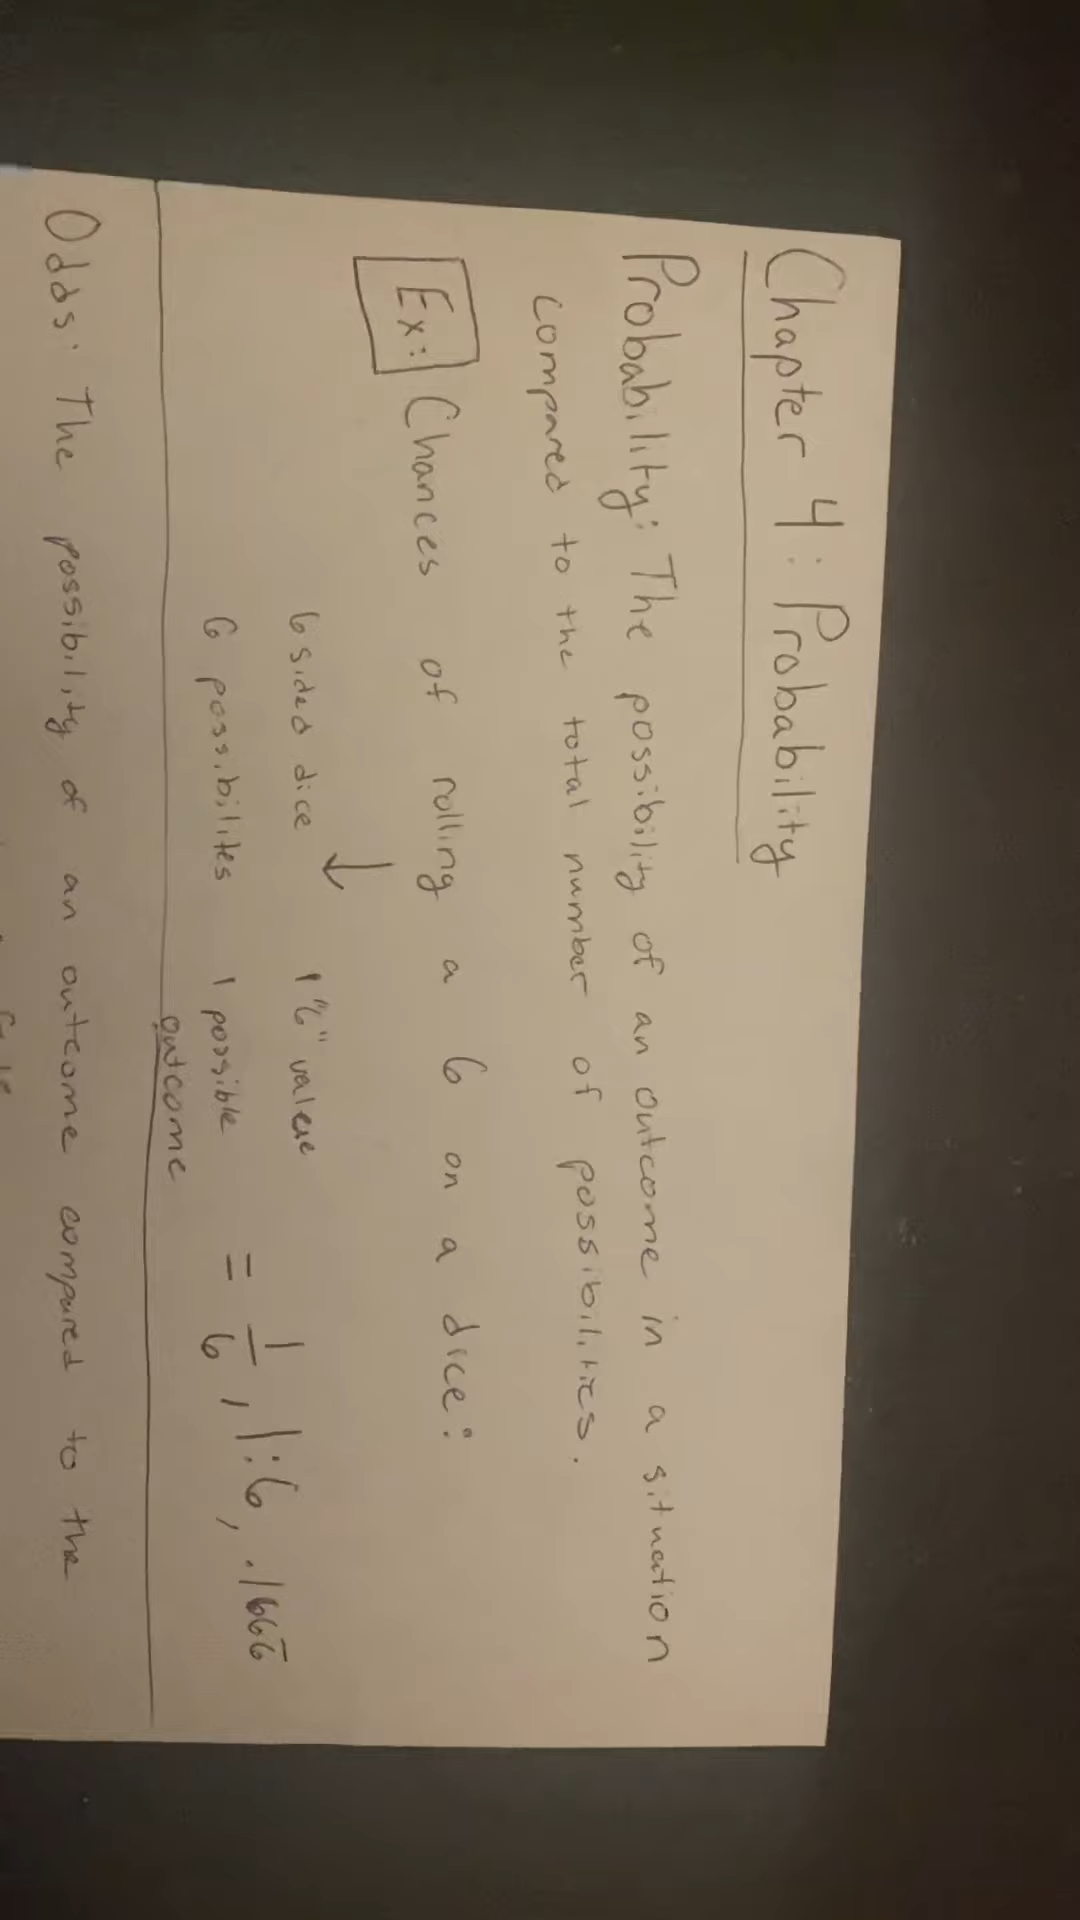 Chapter 4: Probability
Probability: The possibility of an outcome in a situation
compared to the total number of possibilities.
Ex: Chances of rolling a 6 on a dice:
6 sided dice 1 "6" value
6 possibilites 1 possible = 1/6, 1:6, .166̅
outcome
Odds: The possibility of an outcome compared to the